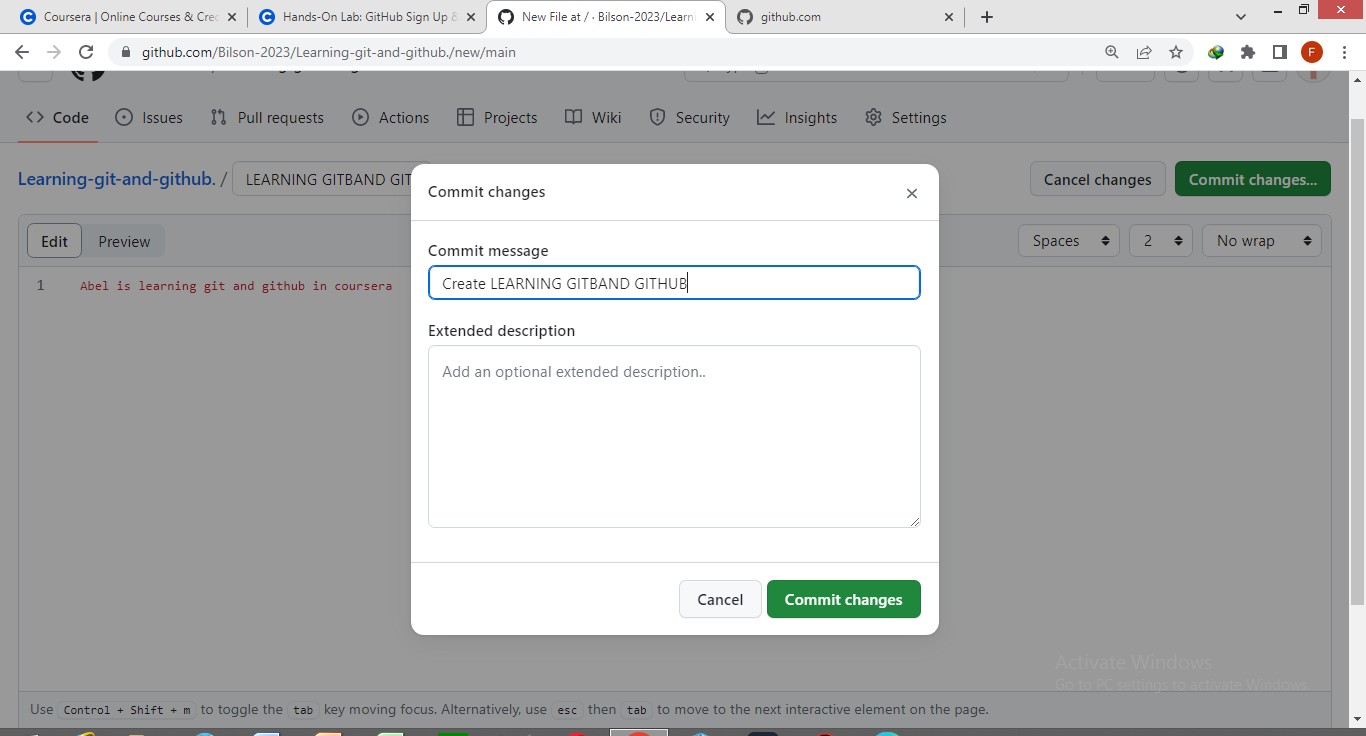 Coursera | Online Courses & Crec
Hands-On Lab: GitHub Sign Up &
New File at / · Bilson-2023/Learni
github.com
github.com/Bilson-2023/Learning-git-and-github./new/main
F
Code
Issues
Pull requests
Actions
Projects
Wiki
Security
Insights
Settings
Learning-git-and-github. /
LEARNING GITBAND GIT
Cancel changes
Commit changes...
Commit changes
Edit
Preview
Spaces
2
No wrap
Commit message
1
Abel is learning git and github in coursera
Create LEARNING GITBAND GITHUB
Extended description
Add an optional extended description..
Cancel
Commit changes
Activate Windows
Go to PC settings to activate Windows.
Use Control + Shift + m to toggle the tab key moving focus. Alternatively, use esc then tab to move to the next interactive element on the page.